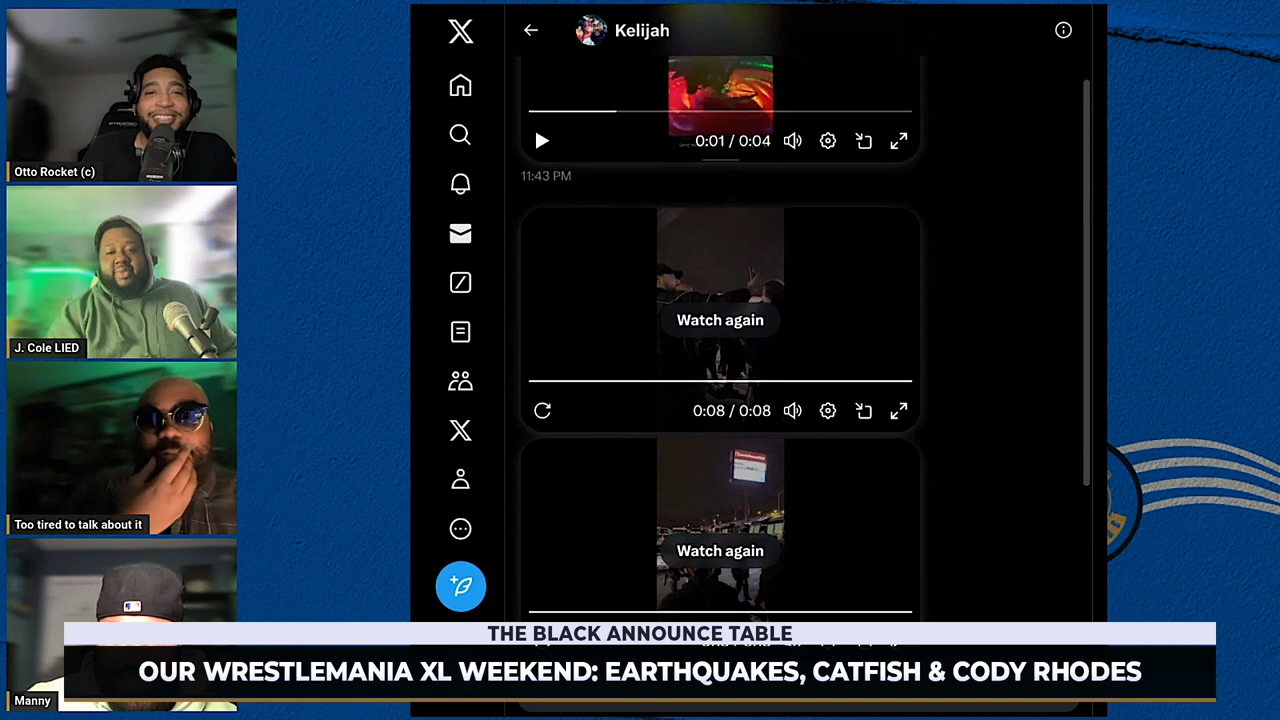 Otto Rocket (c)
J. Cole LIED
Too tired to talk about it
Manny
Kelijah
0:01 / 0:04
11:43 PM
Watch again
0:08 / 0:08
Watch again
THE BLACK ANNOUNCE TABLE
OUR WRESTLEMANIA XL WEEKEND: EARTHQUAKES, CATFISH & CODY RHODES